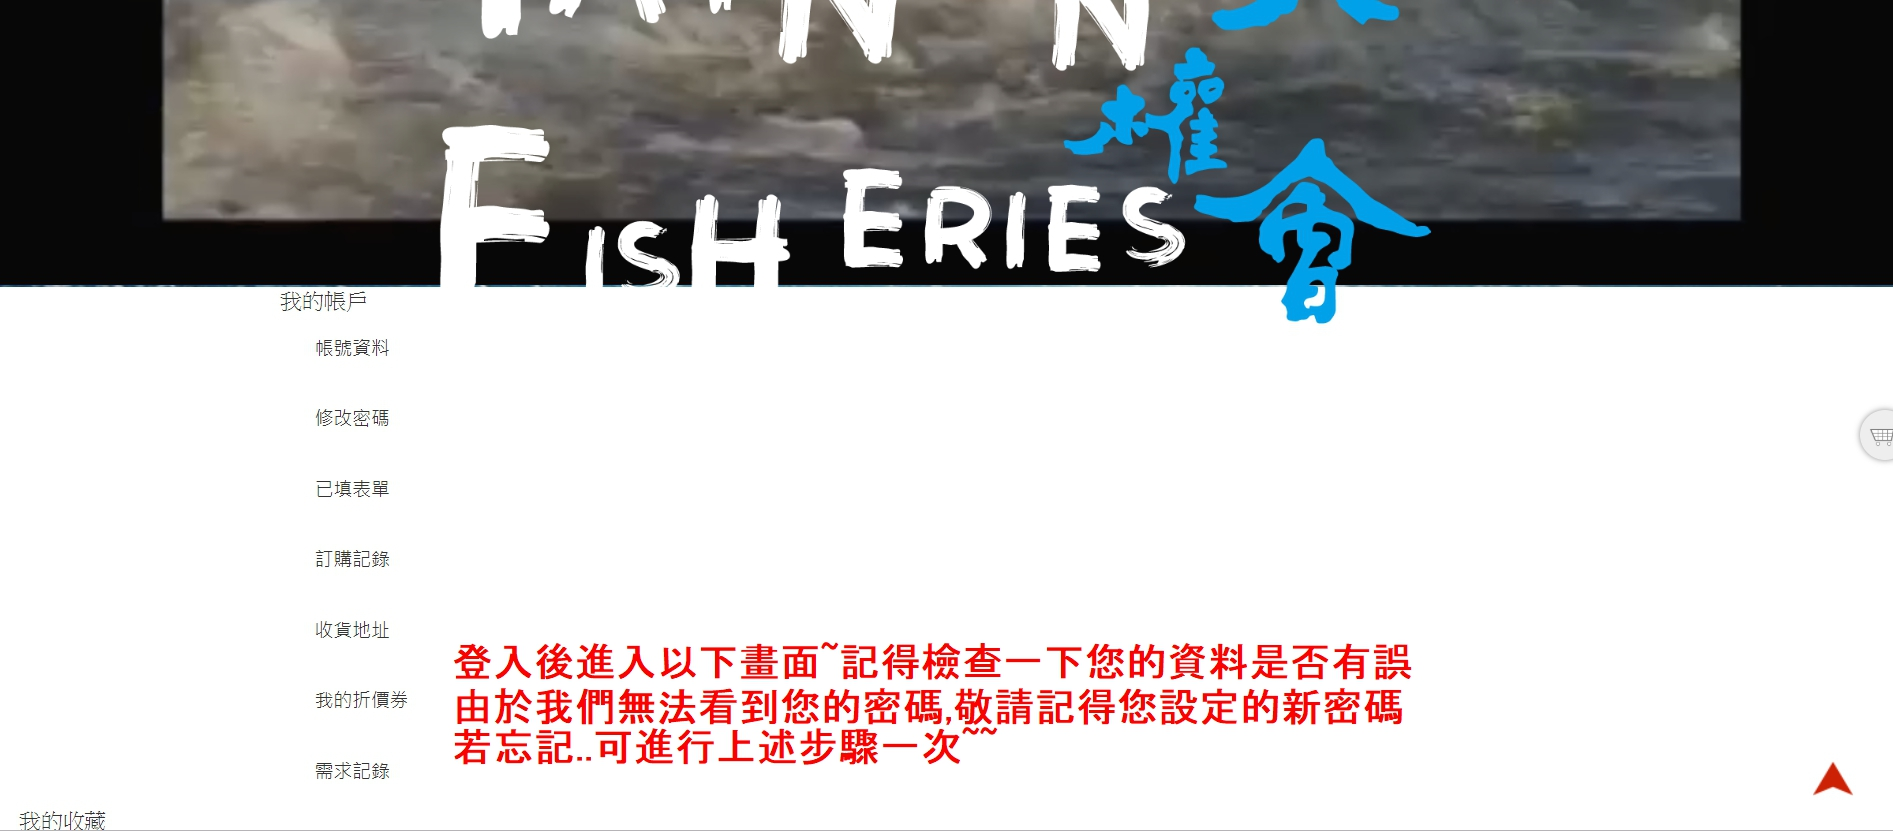 FISHERIES
權
會
我的帳戶
帳號資料
修改密碼
已填表單
訂購記錄
收貨地址
我的折價券
需求記錄
登入後進入以下畫面~記得檢查一下您的資料是否有誤
由於我們無法看到您的密碼,敬請記得您設定的新密碼
若忘記..可進行上述步驟一次~~
我的收藏